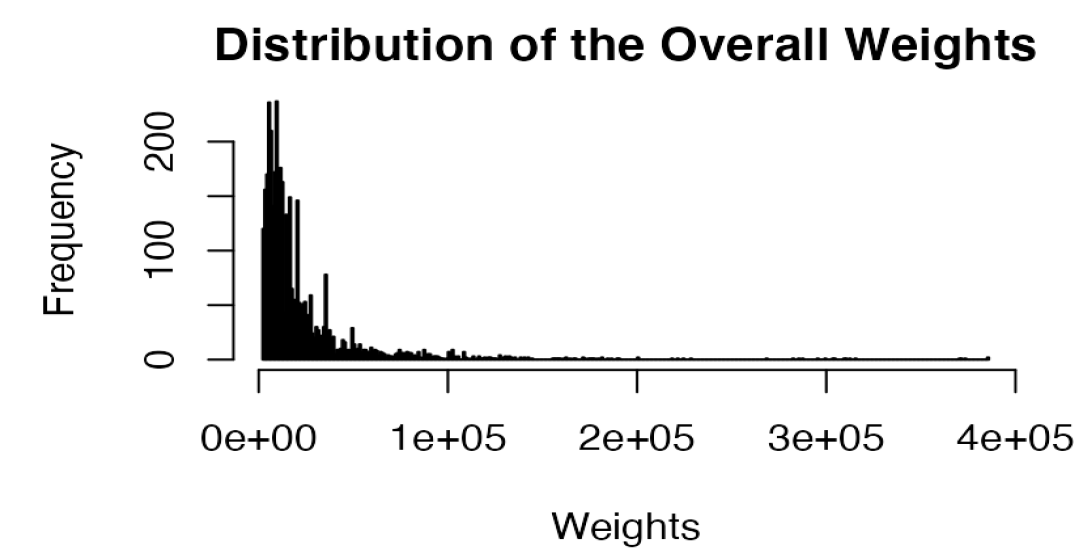 Distribution of the Overall Weights
Frequency
200
100
0
0e+00 1e+05 2e+05 3e+05 4e+05
Weights